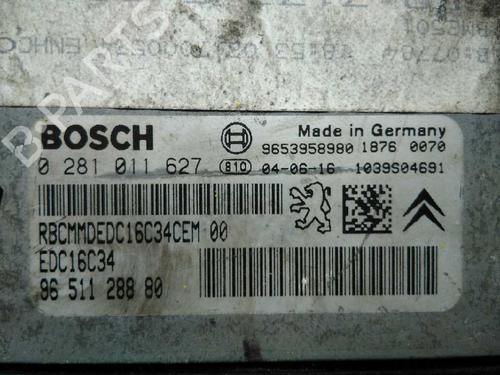 BOSCH
Made in Germany
9653958980 1876 0070
0 281 011 627 810 04-06-16 1039S04691
RBCMMDEDC16C34CEM 00
EDC16C34
96 511 288 80
B-PARTS